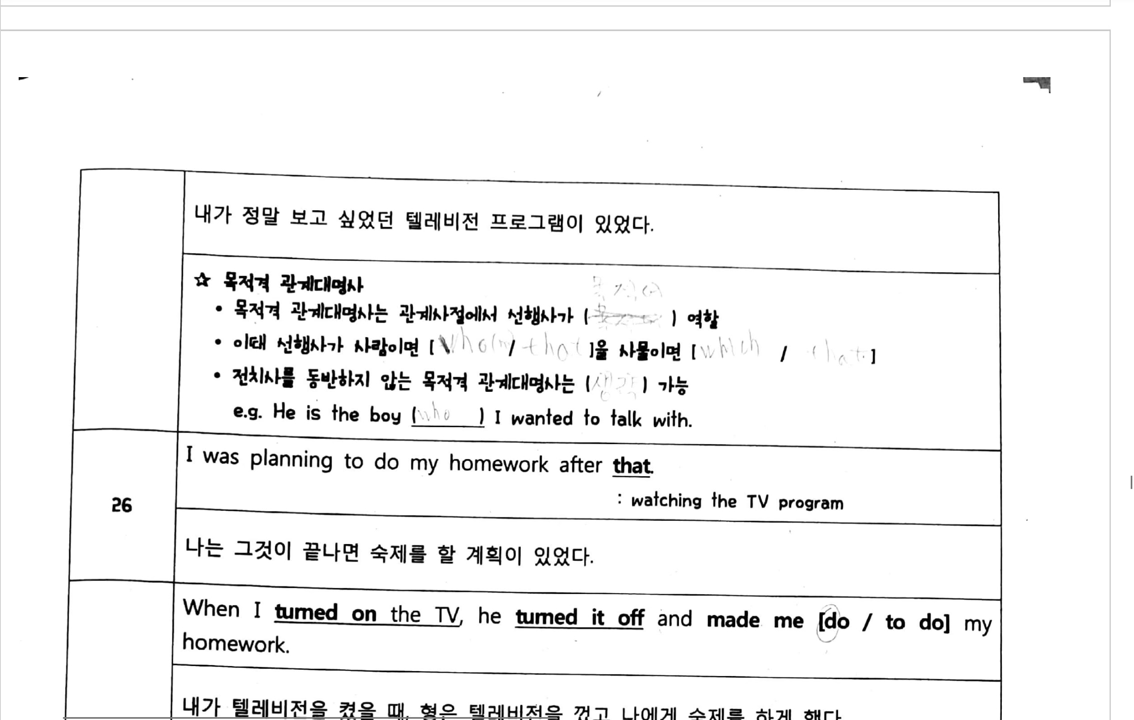 내가 정말 보고 싶었던 텔레비전 프로그램이 있었다.
☆ 목적격 관계대명사
목적어
• 목적격 관계대명사는 관계사절에서 선행사가 ( ) 역할
• 이때 선행사가 사람이면 [ who(m) / that ]을 사물이면 [ which / that ]
• 전치사를 동반하지 않는 목적격 관계대명사는 ( 생략 ) 가능
e.g. He is the boy ( who ) I wanted to talk with.
I was planning to do my homework after that.
: watching the TV program
26
나는 그것이 끝나면 숙제를 할 계획이 있었다.
When I turned on the TV, he turned it off and made me [do / to do] my
homework.
내가 텔레비전을 켰을 때, 형은 텔레비전을 껐고 나에게 숙제를 하게 했다.